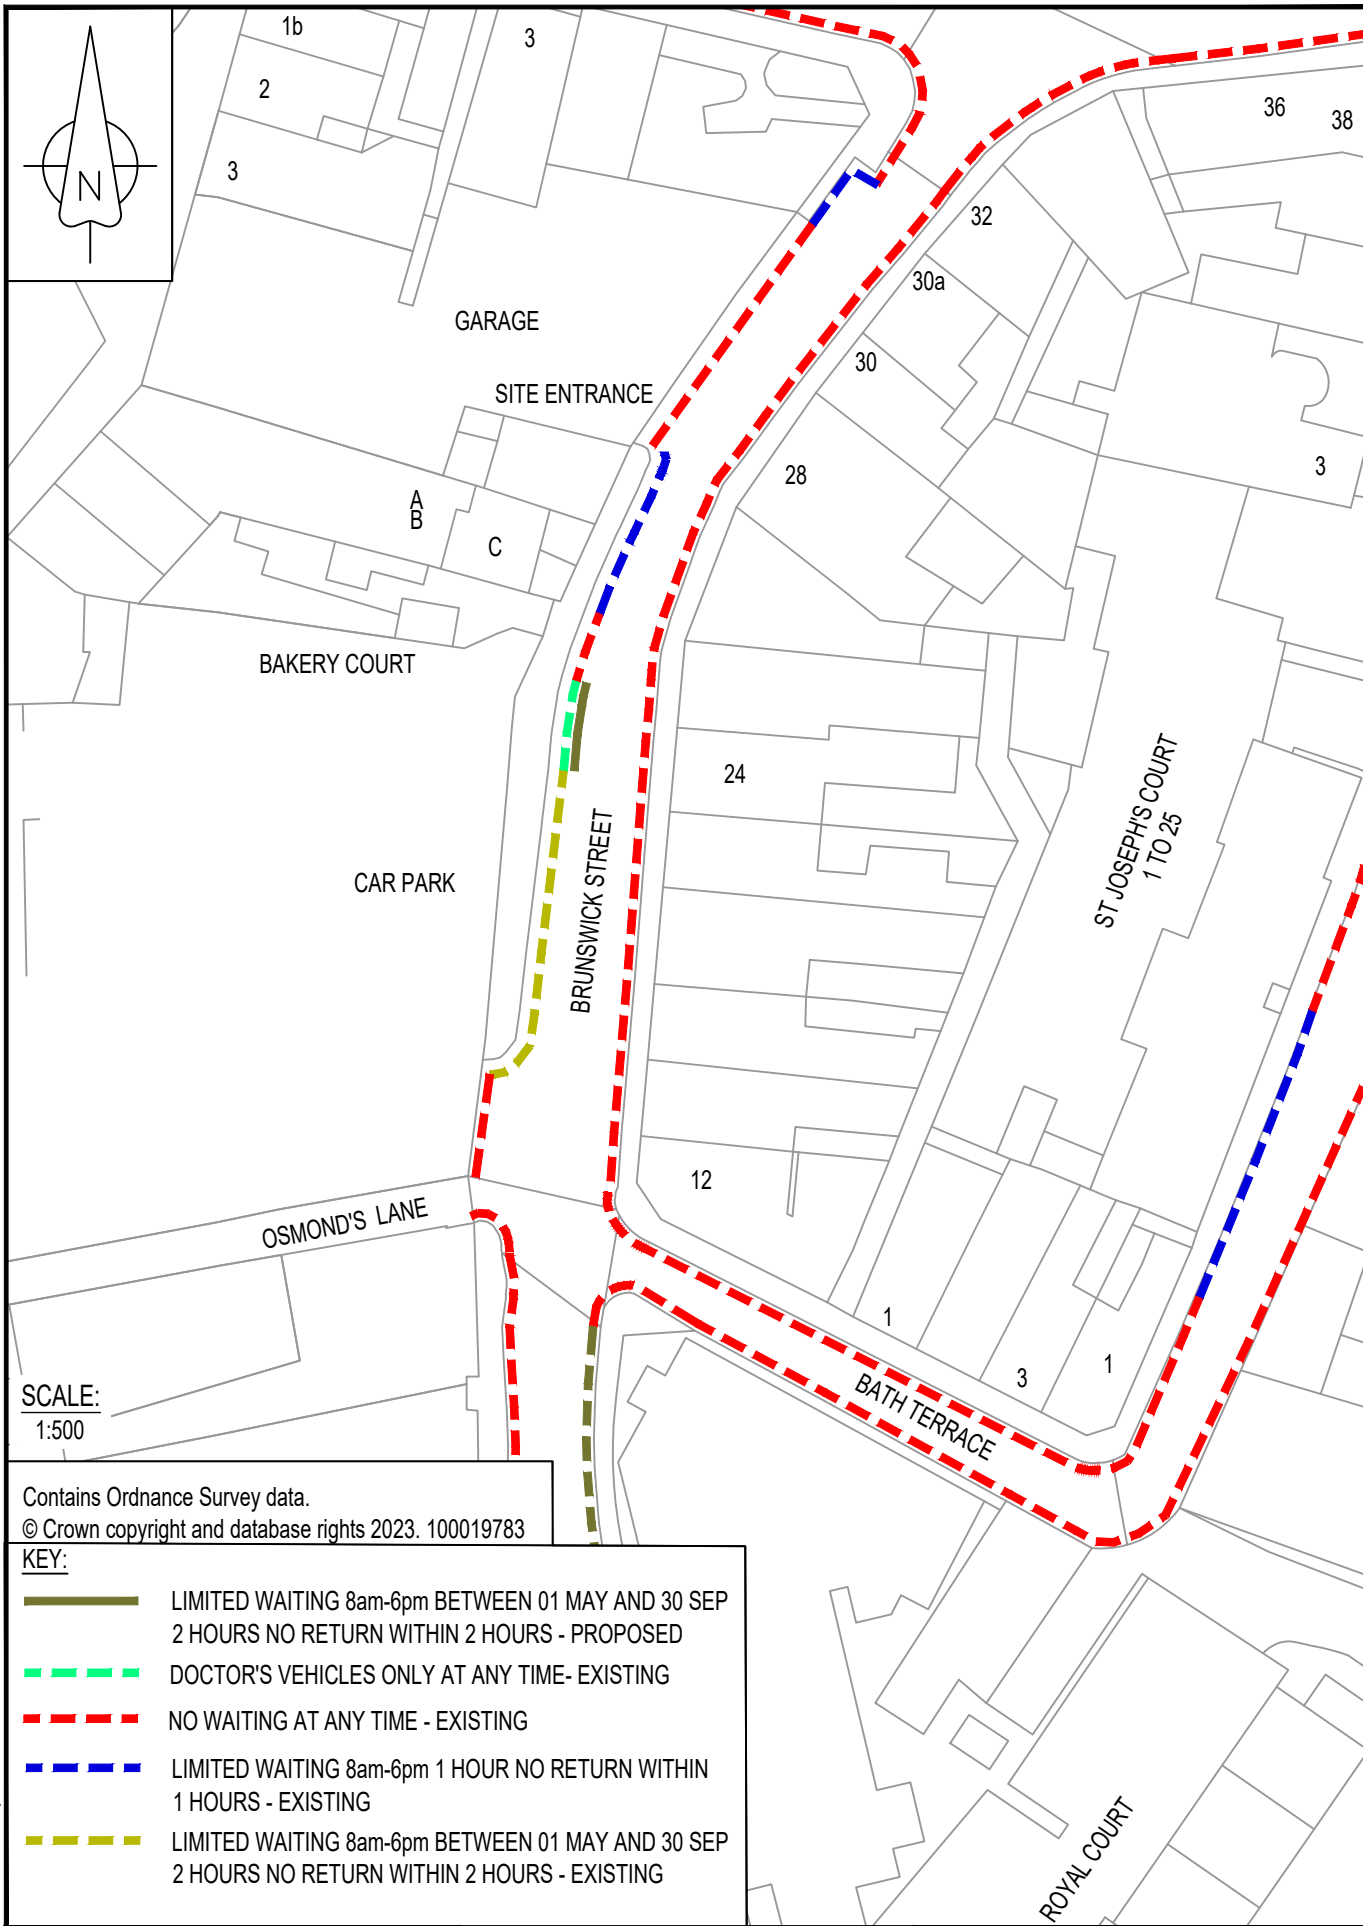 1b
3
2
3
N
36
38
32
30a
GARAGE
30
SITE ENTRANCE
28
3
A
B
C
BAKERY COURT
24
ST JOSEPH'S COURT
1 TO 25
CAR PARK
BRUNSWICK STREET
12
OSMOND'S LANE
1
3
1
BATH TERRACE
SCALE:
1:500
Contains Ordnance Survey data.
© Crown copyright and database rights 2023. 100019783
KEY:
LIMITED WAITING 8am-6pm BETWEEN 01 MAY AND 30 SEP
2 HOURS NO RETURN WITHIN 2 HOURS - PROPOSED
DOCTOR'S VEHICLES ONLY AT ANY TIME- EXISTING
NO WAITING AT ANY TIME - EXISTING
LIMITED WAITING 8am-6pm 1 HOUR NO RETURN WITHIN
1 HOURS - EXISTING
LIMITED WAITING 8am-6pm BETWEEN 01 MAY AND 30 SEP
2 HOURS NO RETURN WITHIN 2 HOURS - EXISTING
ROYAL COURT